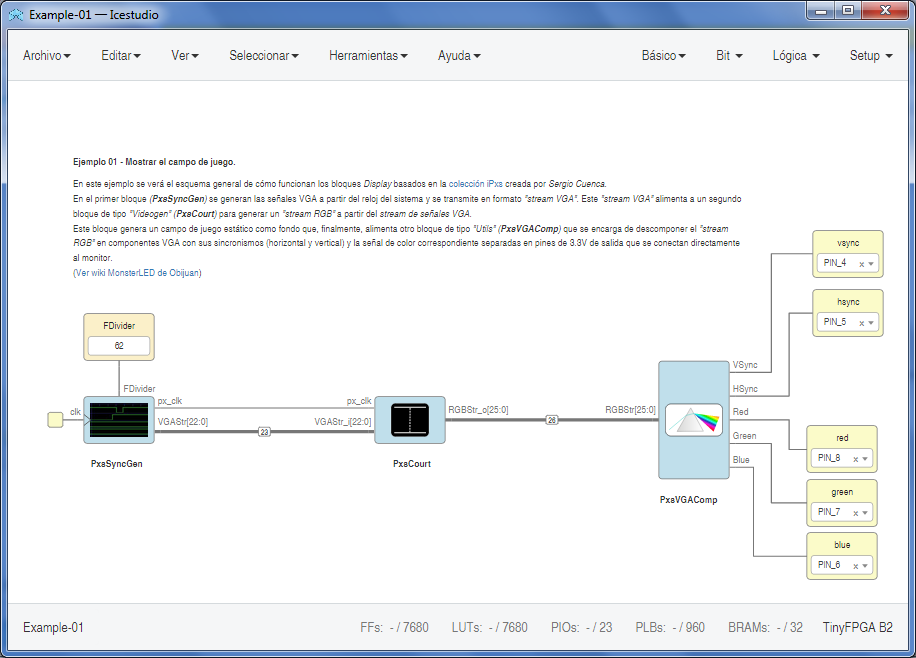 Example-01 — Icestudio
Archivo Editar Ver Seleccionar Herramientas Ayuda Básico Bit Lógica Setup
Ejemplo 01 - Mostrar el campo de juego.
En este ejemplo se verá el esquema general de cómo funcionan los bloques Display basados en la colección iPxs creada por Sergio Cuenca.
En el primer bloque (PxsSyncGen) se generan las señales VGA a partir del reloj del sistema y se transmite en formato "stream VGA". Este "stream VGA" alimenta a un segundo
bloque de tipo "Videogen" (PxsCourt) para generar un "stream RGB" a partir del stream de señales VGA.
Este bloque genera un campo de juego estático como fondo que, finalmente, alimenta otro bloque de tipo "Utils" (PxsVGAComp) que se encarga de descomponer el "stream
RGB" en componentes VGA con sus sincronismos (horizontal y vertical) y la señal de color correspondiente separadas en pines de 3.3V de salida que se conectan directamente
al monitor.
(Ver wiki MonsterLED de Obijuan)
vsync
PIN_4
hsync
PIN_5
FDivider
62
FDivider
clk
px_clk
VGAStr[22:0]
PxsSyncGen
23
px_clk
VGAStr_i[22:0]
PxsCourt
RGBStr_o[25:0]
26
RGBStr[25:0]
PxsVGAComp
VSync
HSync
Red
Green
Blue
red
PIN_8
green
PIN_7
blue
PIN_6
Example-01 FFs: - / 7680 LUTs: - / 7680 PIOs: - / 23 PLBs: - / 960 BRAMs: - / 32 TinyFPGA B2